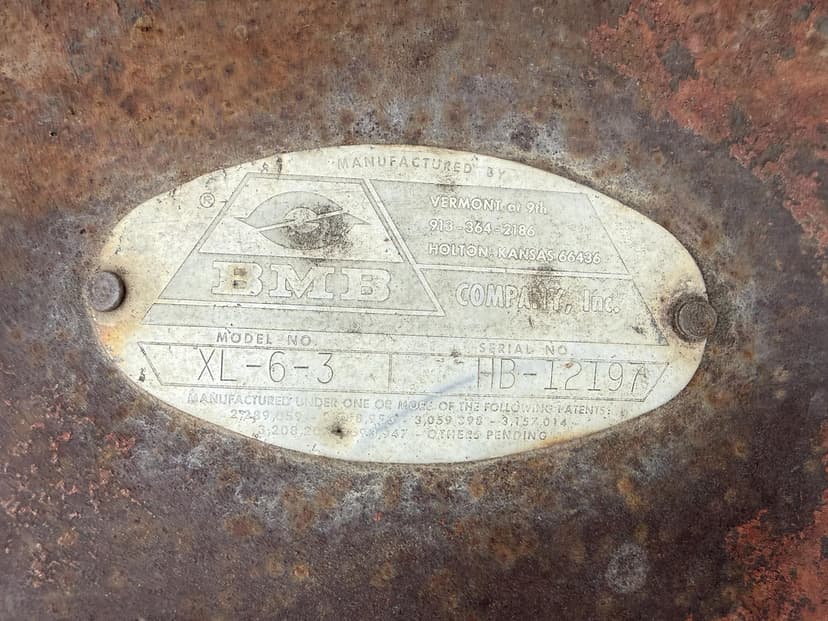 MANUFACTURED BY
®
VERMONT at 9th
913-364-2186
HOLTON, KANSAS 66436
BMB
COMPANY, Inc.
MODEL NO.
SERIAL NO.
XL-6-3
HB-12197
MANUFACTURED UNDER ONE OR MORE OF THE FOLLOWING PATENTS:
3,059,398 - 3,157,014
OTHERS PENDING